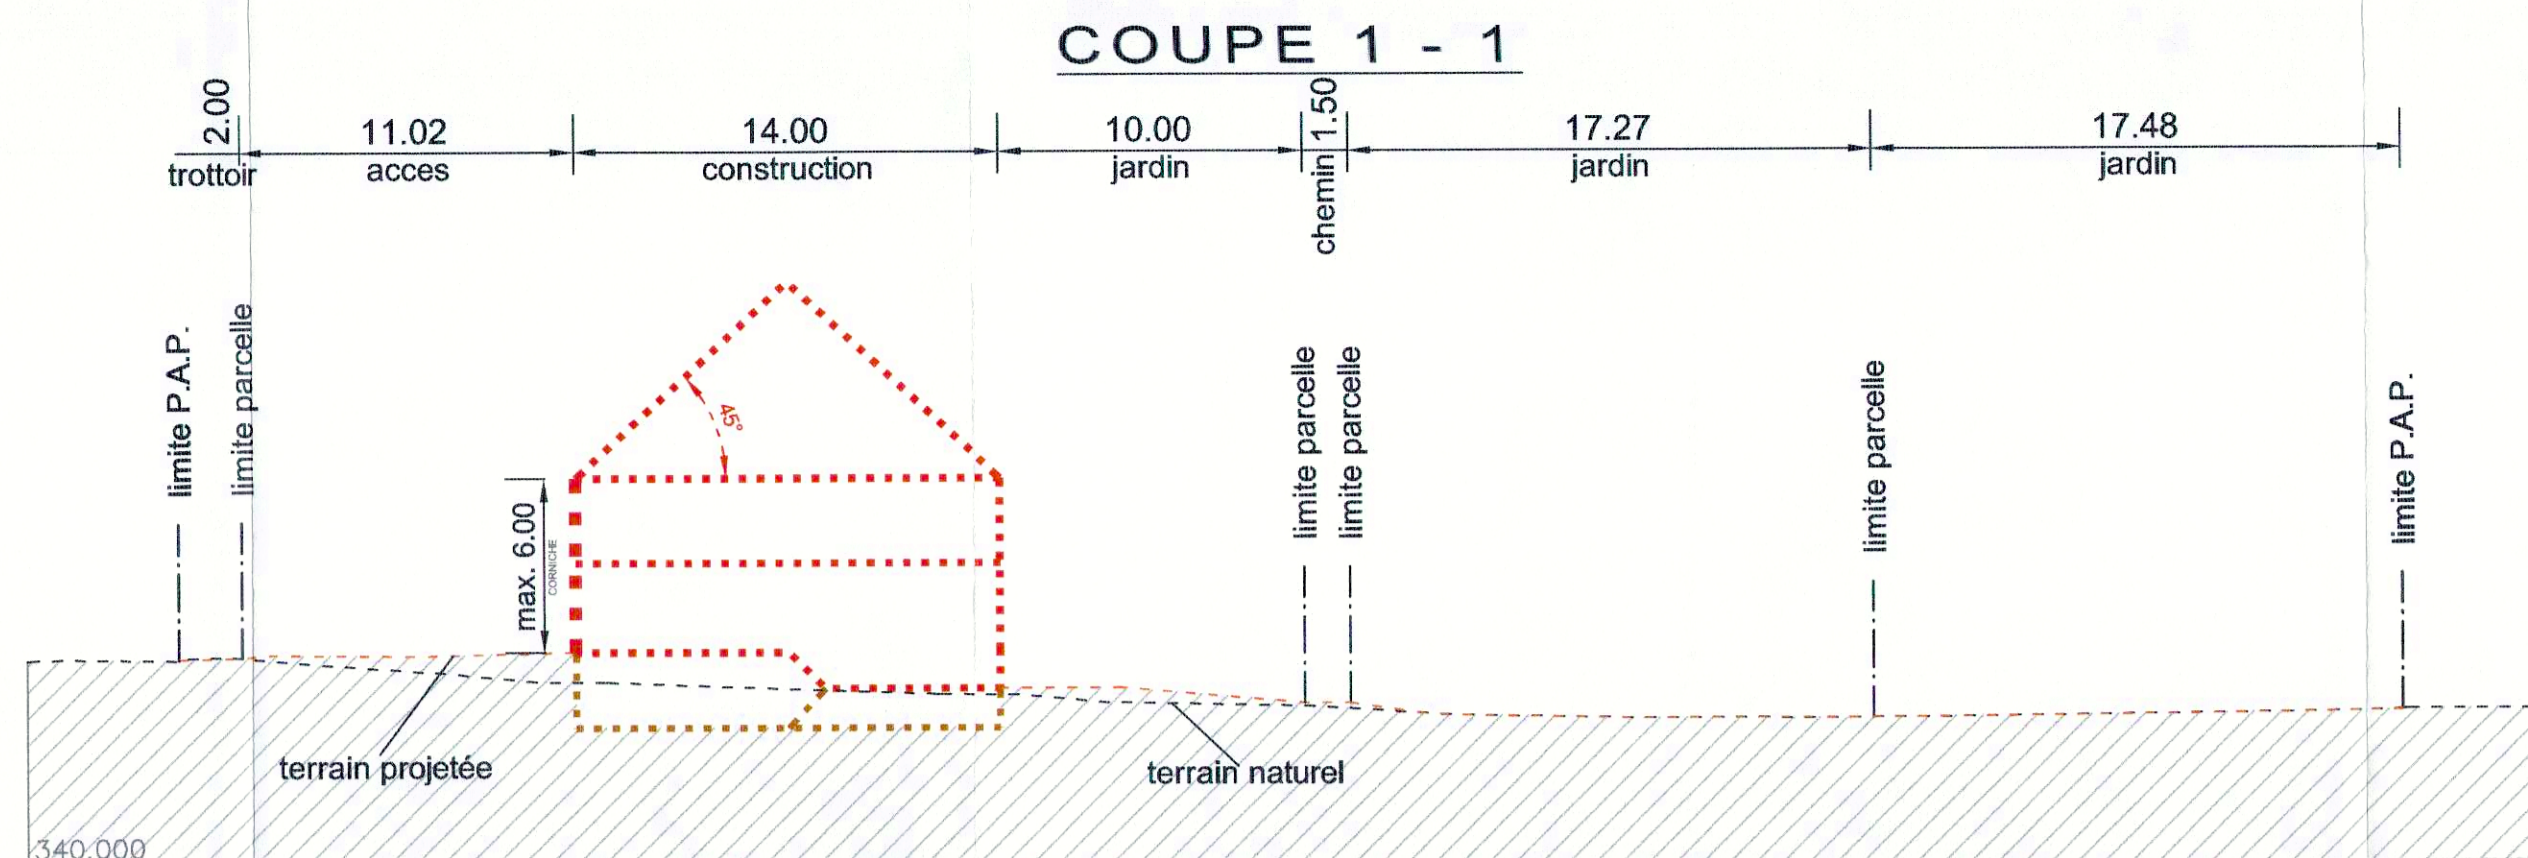 COUPE 1 - 1
2.00
11.02
14.00
10.00
chemin 1.50
17.27
17.48
trottoir
acces
construction
jardin
jardin
jardin
limite P.A.P.
limite parcelle
45°
max. 6.00
CORNICHE
limite parcelle
limite parcelle
limite parcelle
limite P.A.P.
terrain projetée
terrain naturel
340.000